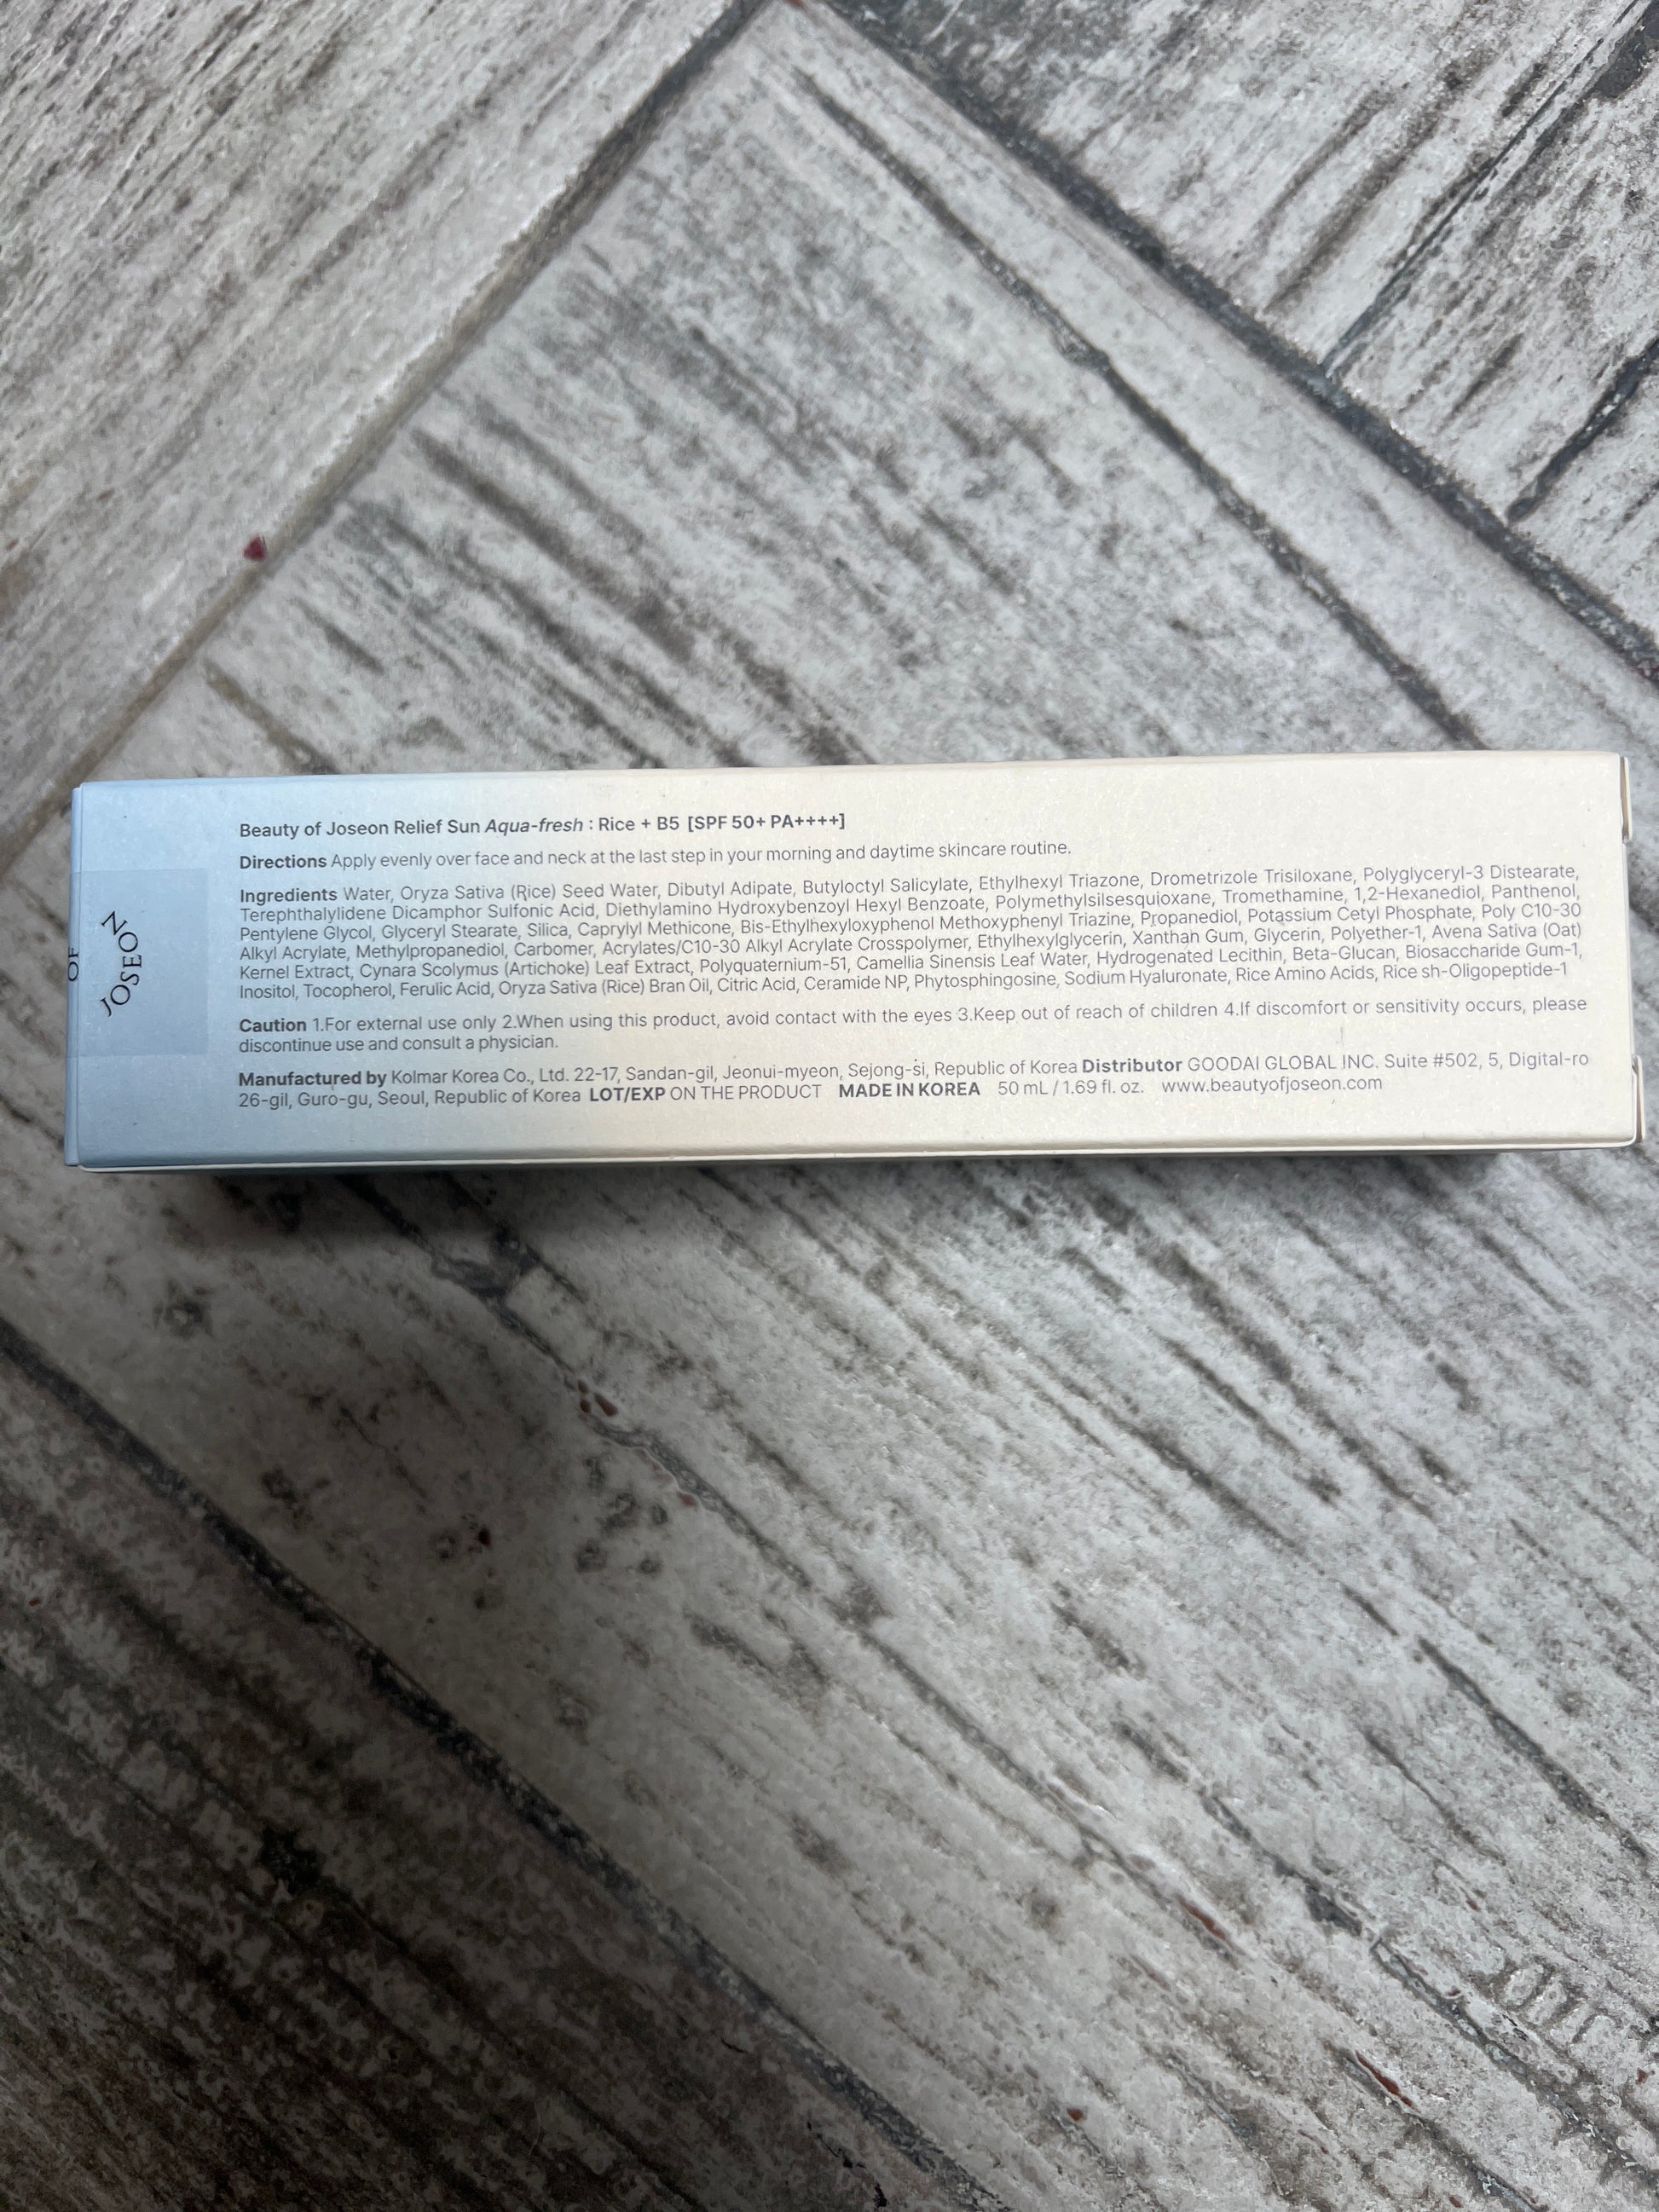 OF
JOSEON
Beauty of Joseon Relief Sun Aqua-fresh : Rice + B5 [SPF 50+ PA++++]
Directions Apply evenly over face and neck at the last step in your morning and daytime skincare routine.
Ingredients Water, Oryza Sativa (Rice) Seed Water, Dibutyl Adipate, Butyloctyl Salicylate, Ethylhexyl Triazone, Drometrizole Trisiloxane, Polyglyceryl-3 Distearate,
Terephthalylidene Dicamphor Sulfonic Acid, Diethylamino Hydroxybenzoyl Hexyl Benzoate, Polymethylsilsesquioxane, Tromethamine, 1,2-Hexanediol, Panthenol,
Pentylene Glycol, Glyceryl Stearate, Silica, Caprylyl Methicone, Bis-Ethylhexyloxyphenol Methoxyphenyl Triazine, Propanediol, Potassium Cetyl Phosphate, Poly C10-30
Alkyl Acrylate, Methylpropanediol, Carbomer, Acrylates/C10-30 Alkyl Acrylate Crosspolymer, Ethylhexylglycerin, Xanthan Gum, Glycerin, Polyether-1, Avena Sativa (Oat)
Kernel Extract, Cynara Scolymus (Artichoke) Leaf Extract, Polyquaternium-51, Camellia Sinensis Leaf Water, Hydrogenated Lecithin, Beta-Glucan, Biosaccharide Gum-1,
Inositol, Tocopherol, Ferulic Acid, Oryza Sativa (Rice) Bran Oil, Citric Acid, Ceramide NP, Phytosphingosine, Sodium Hyaluronate, Rice Amino Acids, Rice sh-Oligopeptide-1
Caution 1.For external use only 2.When using this product, avoid contact with the eyes 3.Keep out of reach of children 4.If discomfort or sensitivity occurs, please
discontinue use and consult a physician.
Manufactured by Kolmar Korea Co., Ltd. 22-17, Sandan-gil, Jeonui-myeon, Sejong-si, Republic of Korea Distributor GOODAI GLOBAL INC. Suite #502, 5, Digital-ro
26-gil, Guro-gu, Seoul, Republic of Korea LOT/EXP ON THE PRODUCT MADE IN KOREA 50 mL / 1.69 fl. oz. www.beautyofjoseon.com